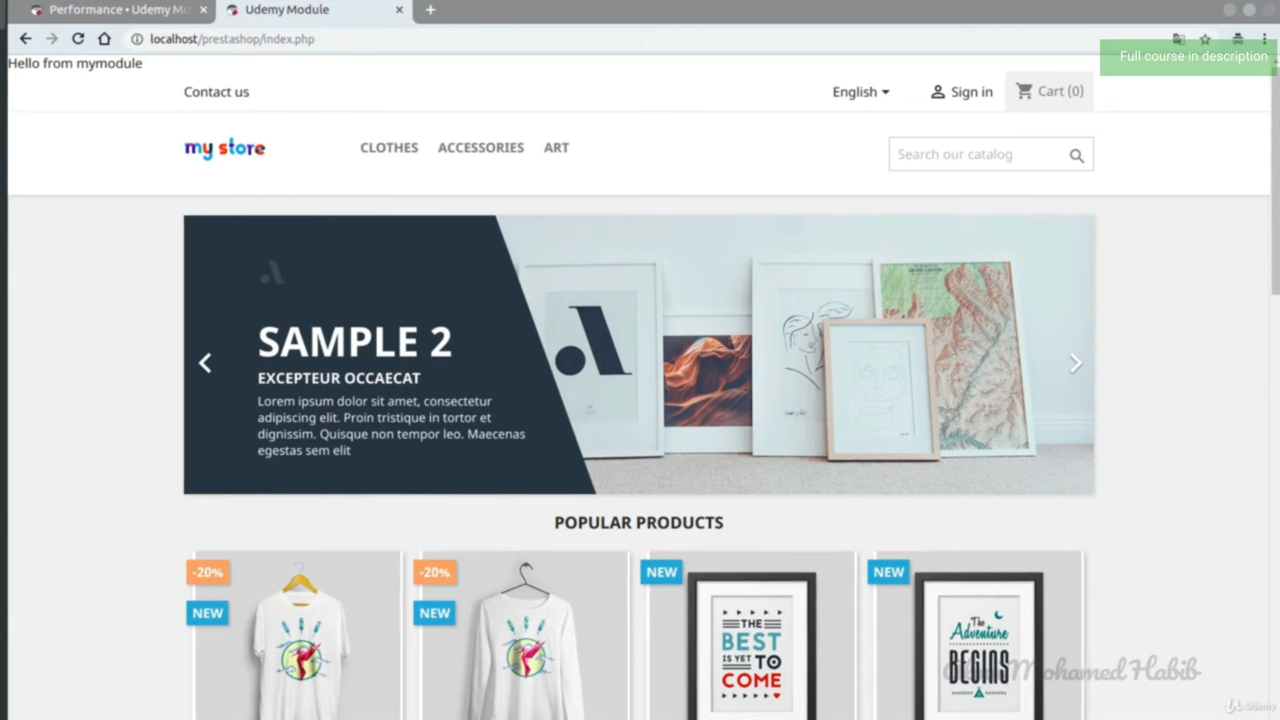 Performance • Udemy Mo
Udemy Module
localhost/prestashop/index.php
Full course in description
Hello from mymodule
Contact us
English
Sign in
Cart (0)
my store
CLOTHES
ACCESSORIES
ART
Search our catalog
SAMPLE 2
EXCEPTEUR OCCAECAT
Lorem ipsum dolor sit amet, consectetur
adipiscing elit. Proin tristique in tortor et
dignissim. Quisque non tempor leo. Maecenas
egestas sem elit
POPULAR PRODUCTS
-20%
NEW
-20%
NEW
NEW
THE
BEST
IS YET TO
COME
NEW
The
Adventure
BEGINS
Mohamed Habib
Udemy